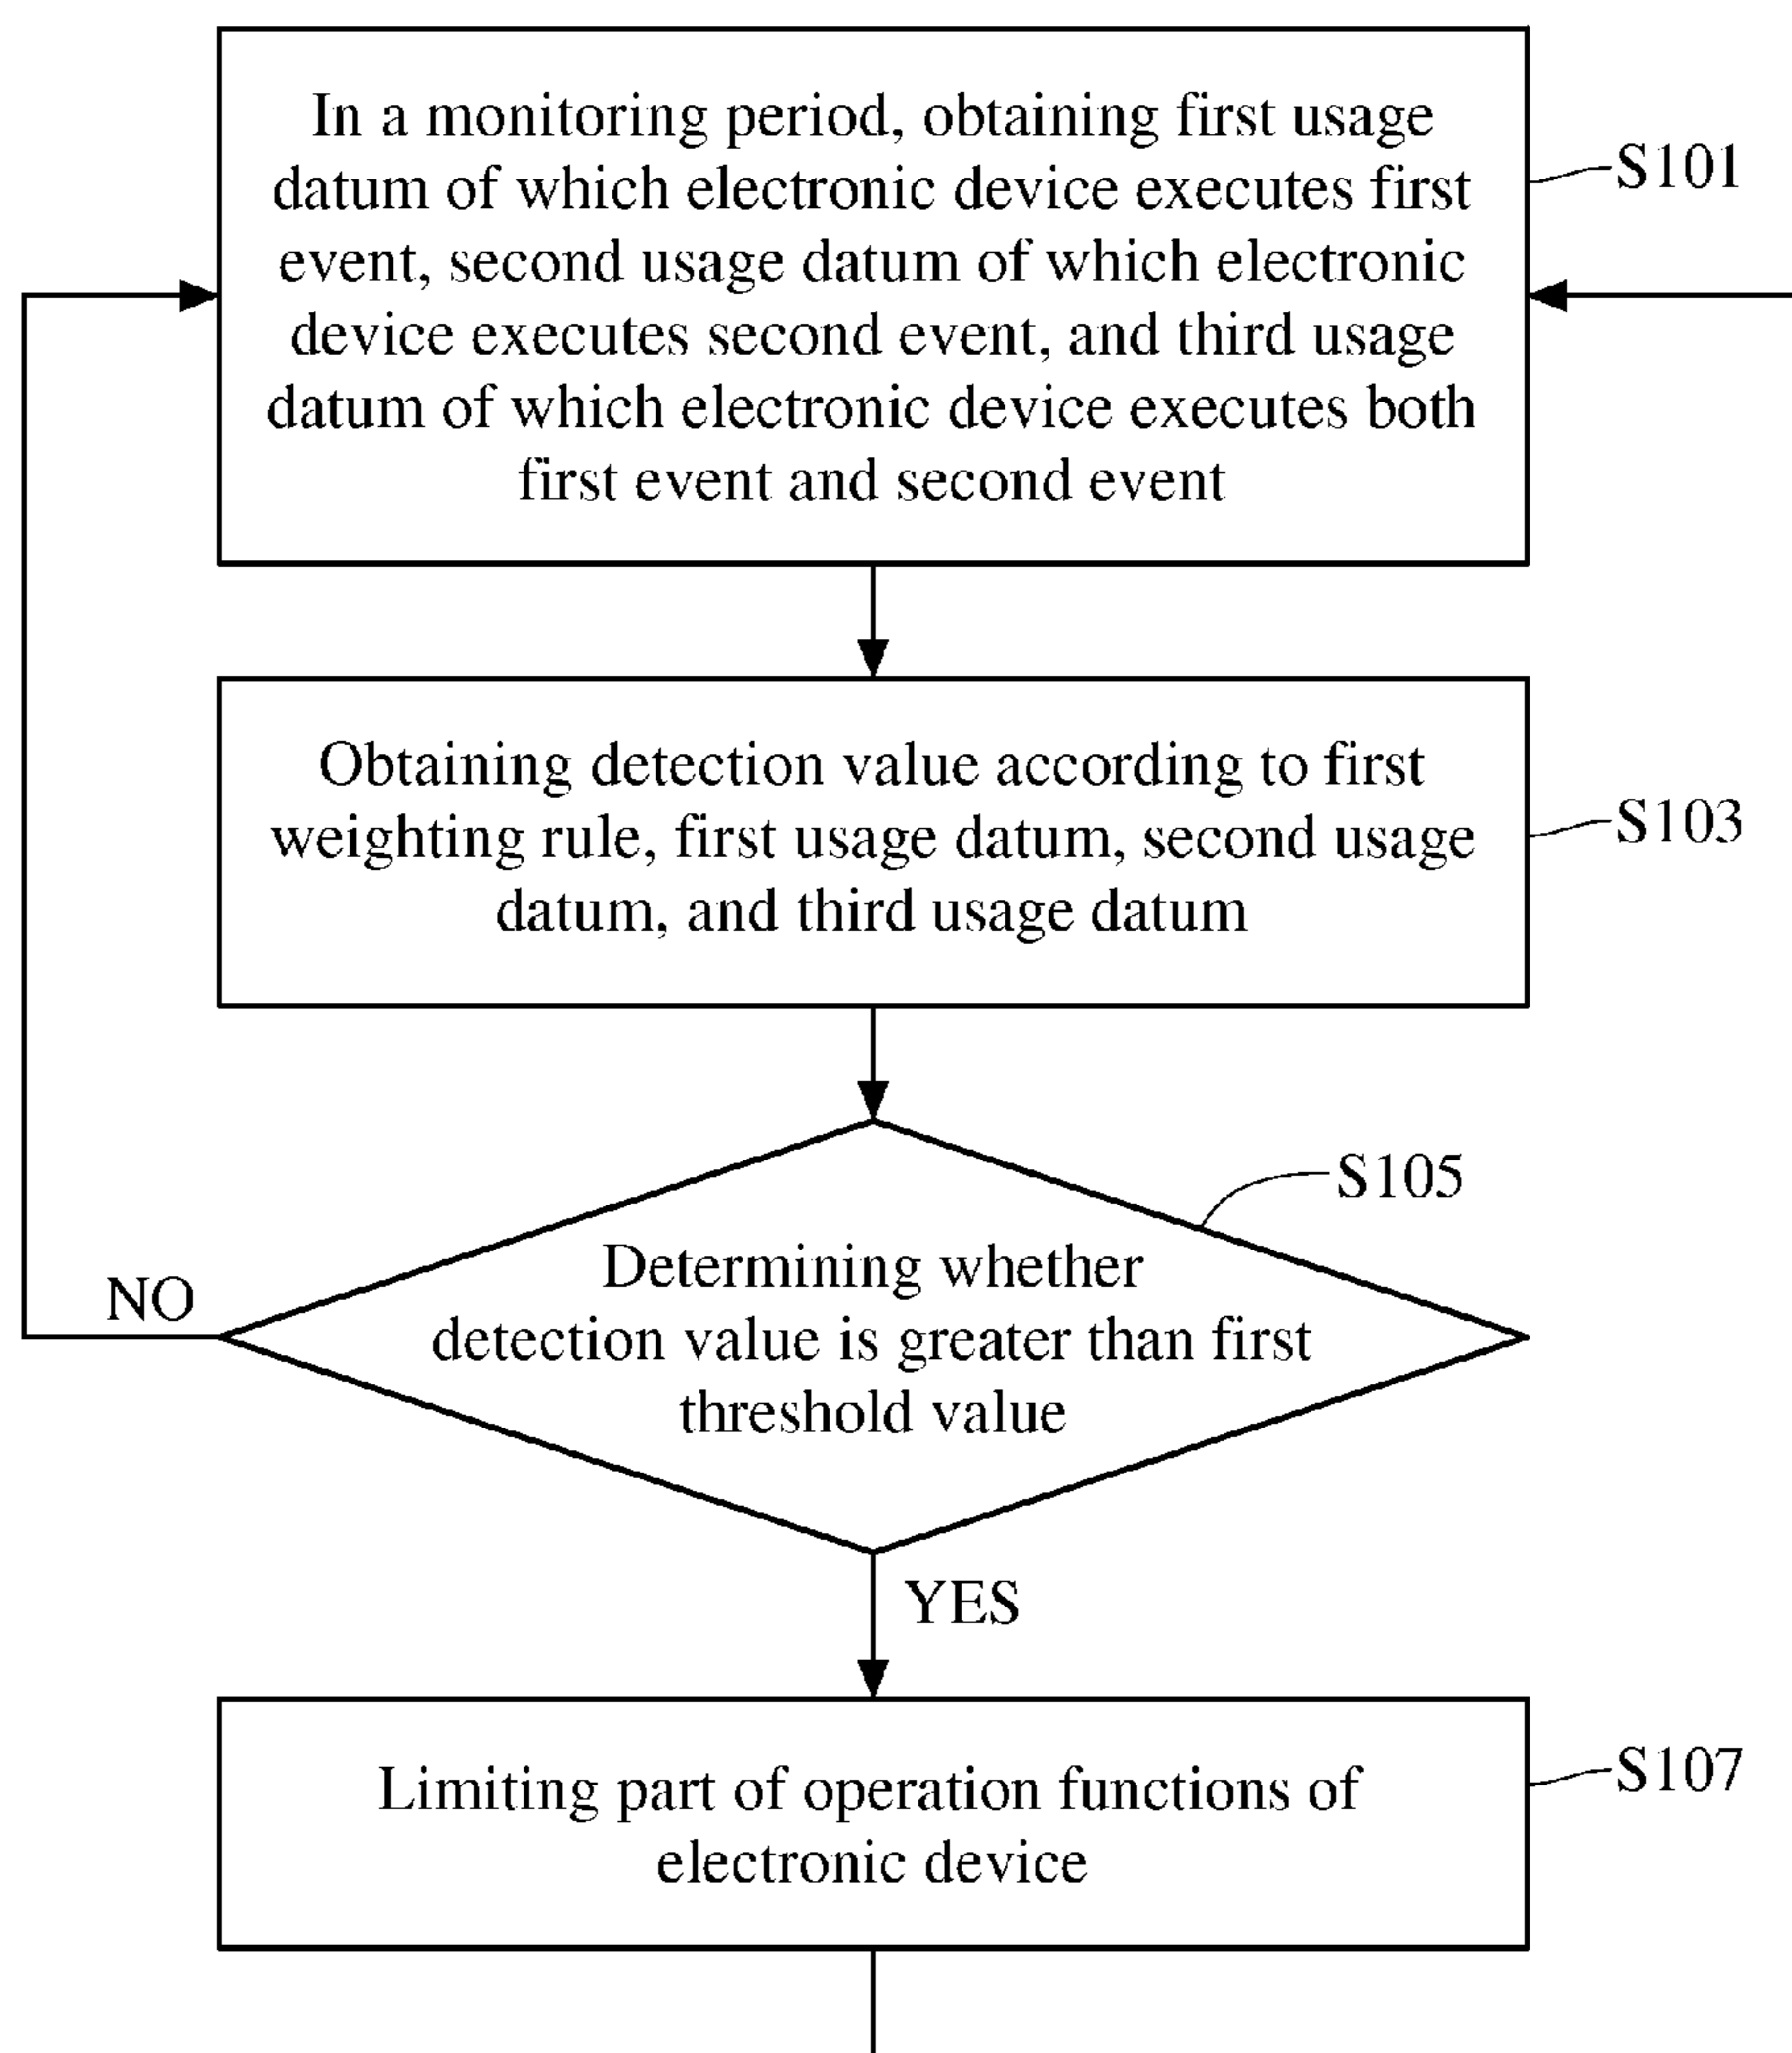 In a monitoring period, obtaining first usage
datum of which electronic device executes first
event, second usage datum of which electronic
device executes second event, and third usage
datum of which electronic device executes both
first event and second event
S101
Obtaining detection value according to first
weighting rule, first usage datum, second usage
datum, and third usage datum
S103
S105
Determining whether
detection value is greater than first
threshold value
NO
YES
Limiting part of operation functions of
electronic device
S107